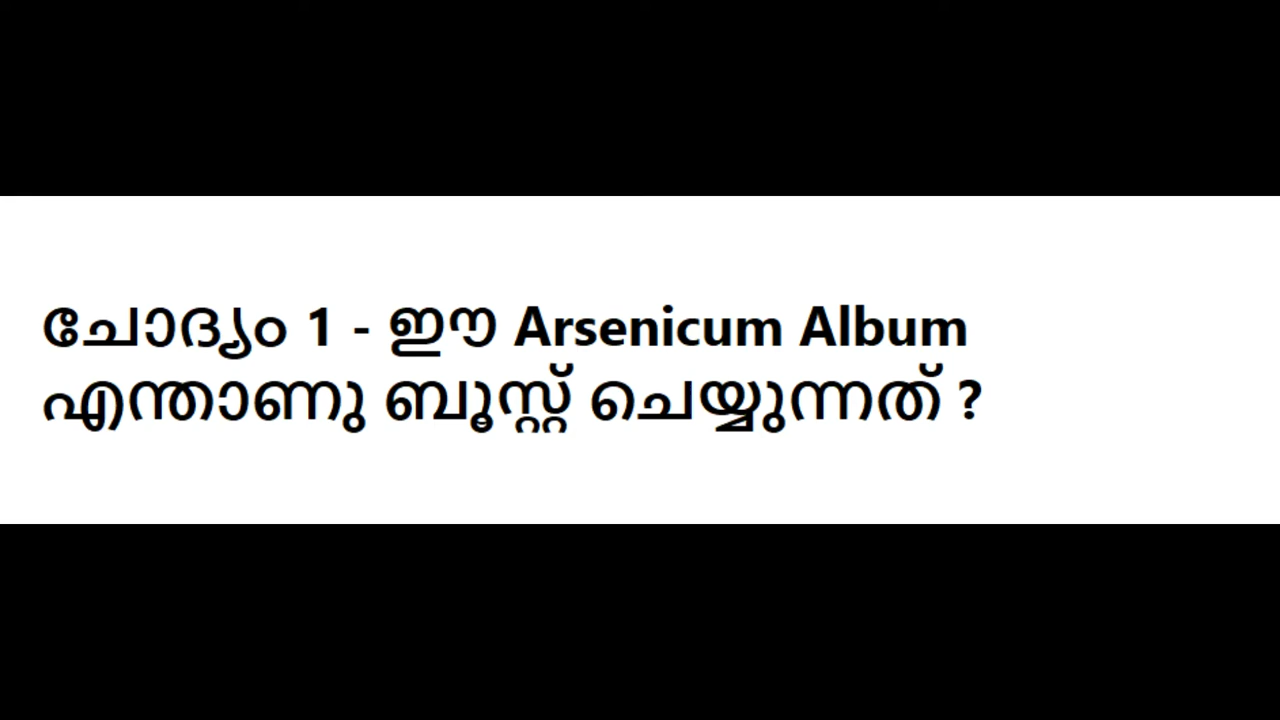 ചോദ്യം 1 - ഈ Arsenicum Album
എന്താണു ബൂസ്റ്റ് ചെയ്യുന്നത് ?